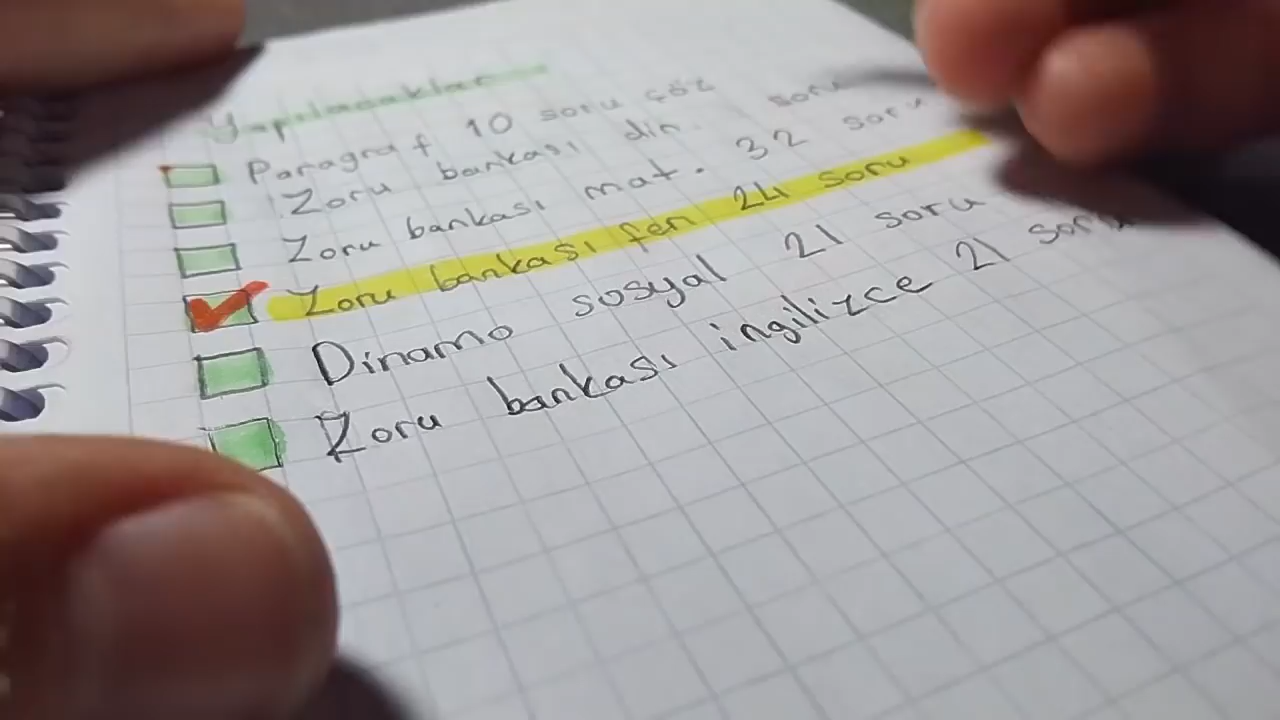 Yapılacaklar
Paragraf 10 soru çöz
Zoru bankası din soru
Zoru bankası mat. 32 soru
Zoru bankası fen 24 soru
Dinamo sosyal 21 soru
Zoru bankası ingilizce 21 soru